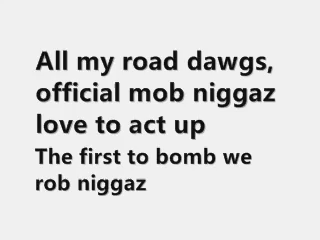 All my road dawgs,
official mob niggaz
love to act up
The first to bomb we
rob niggaz